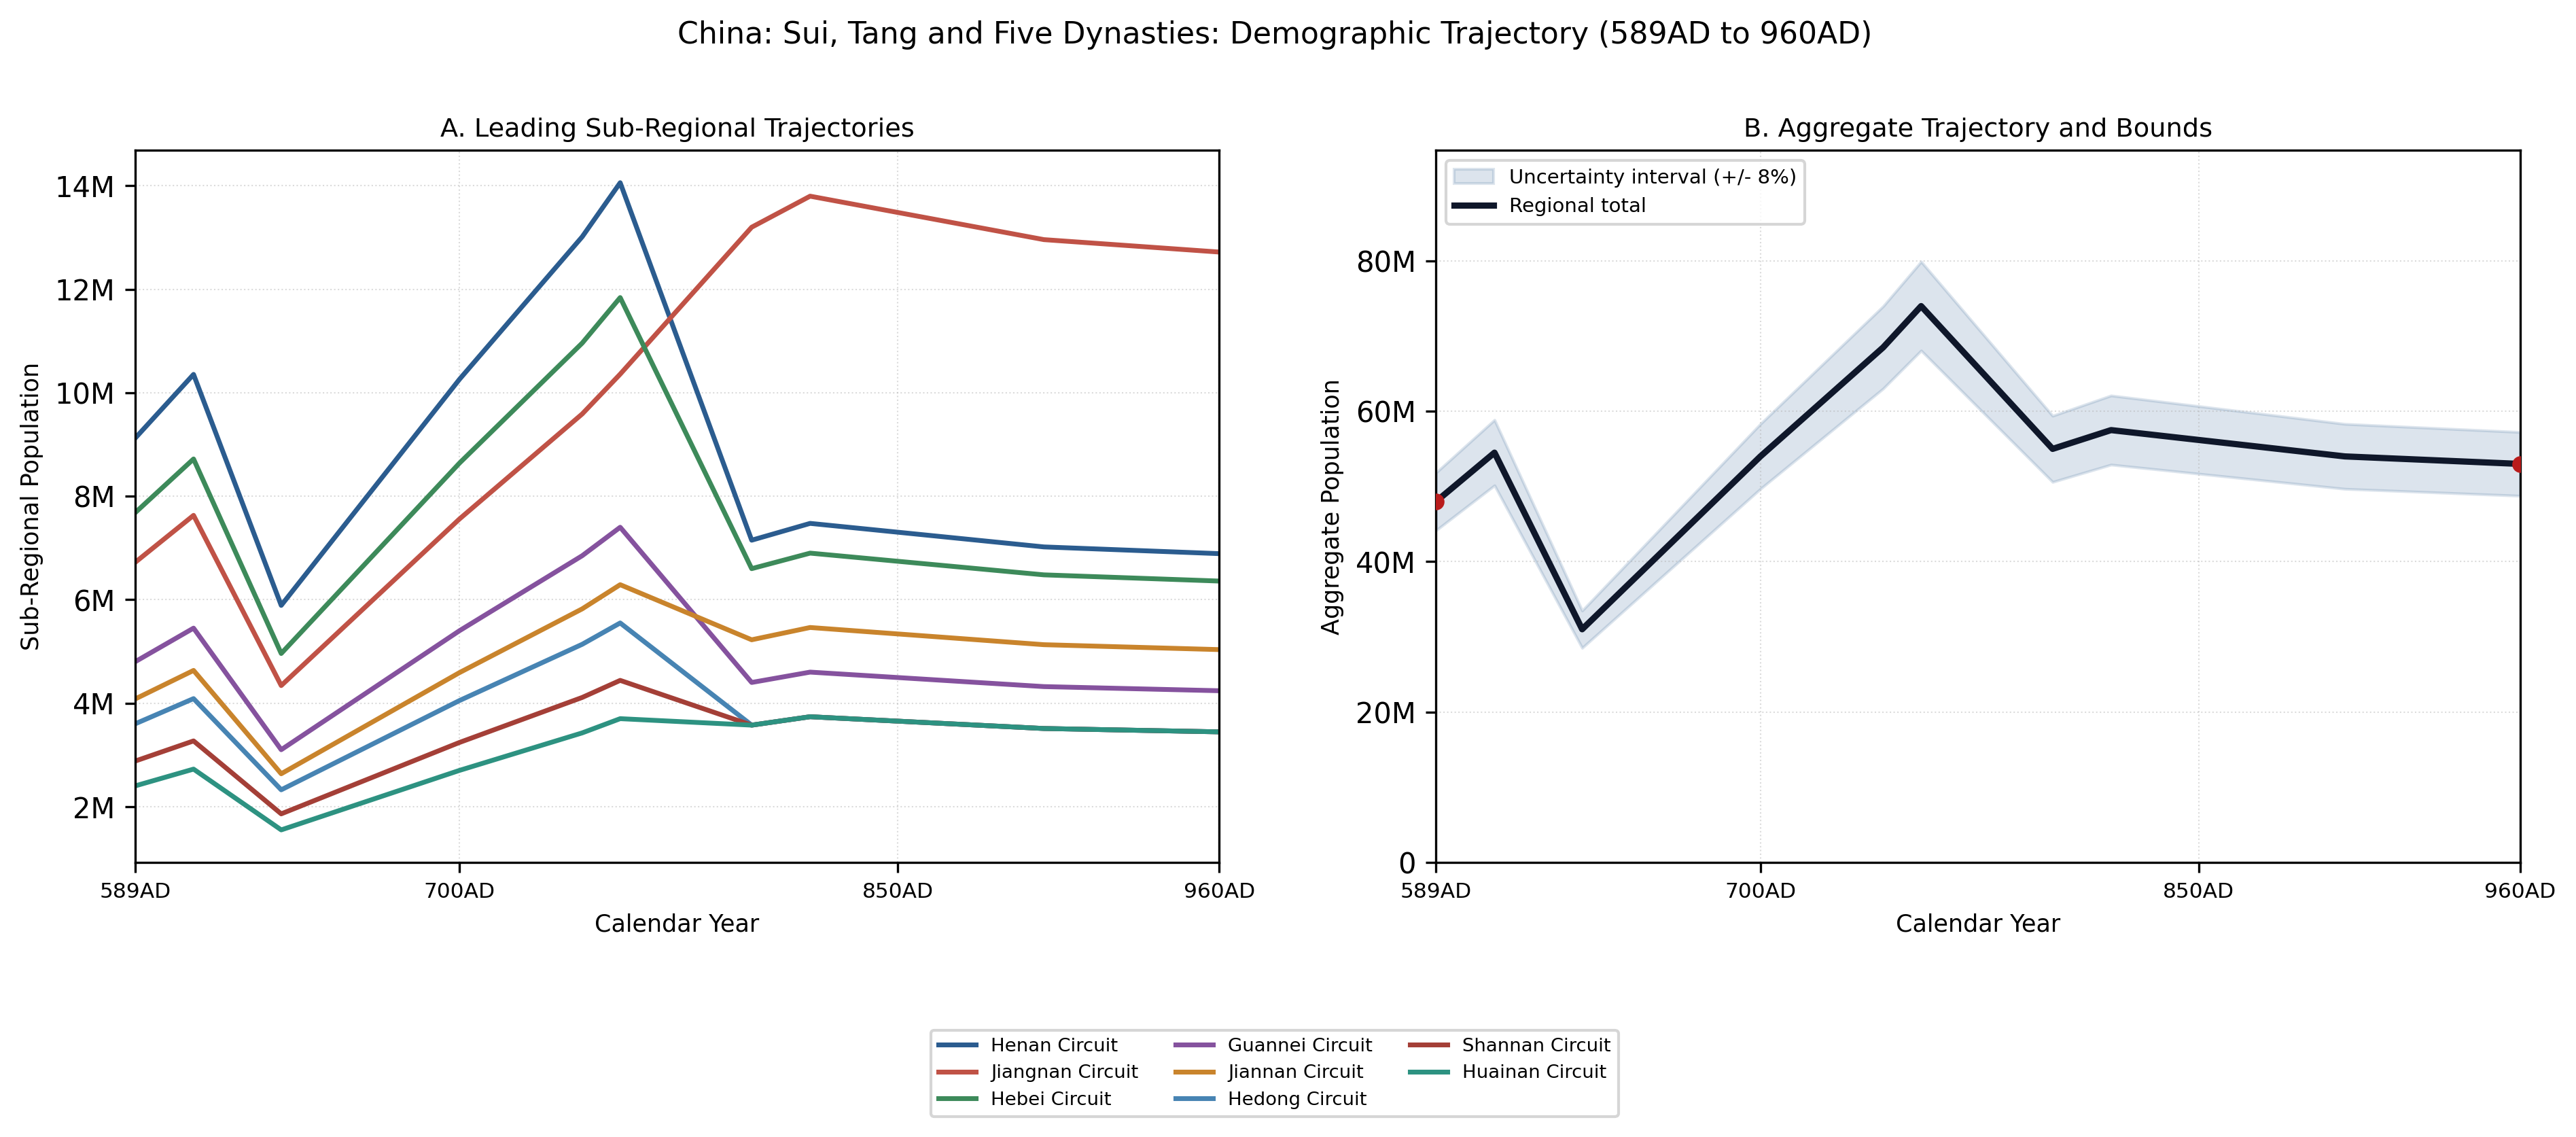 China: Sui, Tang and Five Dynasties: Demographic Trajectory (589AD to 960AD)
A. Leading Sub-Regional Trajectories
Sub-Regional Population
14M
12M
10M
8M
6M
4M
2M
589AD
700AD
850AD
960AD
Calendar Year
B. Aggregate Trajectory and Bounds
Uncertainty interval (+/- 8%)
Regional total
Aggregate Population
80M
60M
40M
20M
0
589AD
700AD
850AD
960AD
Calendar Year
Henan Circuit
Jiangnan Circuit
Hebei Circuit
Guannei Circuit
Jiannan Circuit
Hedong Circuit
Shannan Circuit
Huainan Circuit